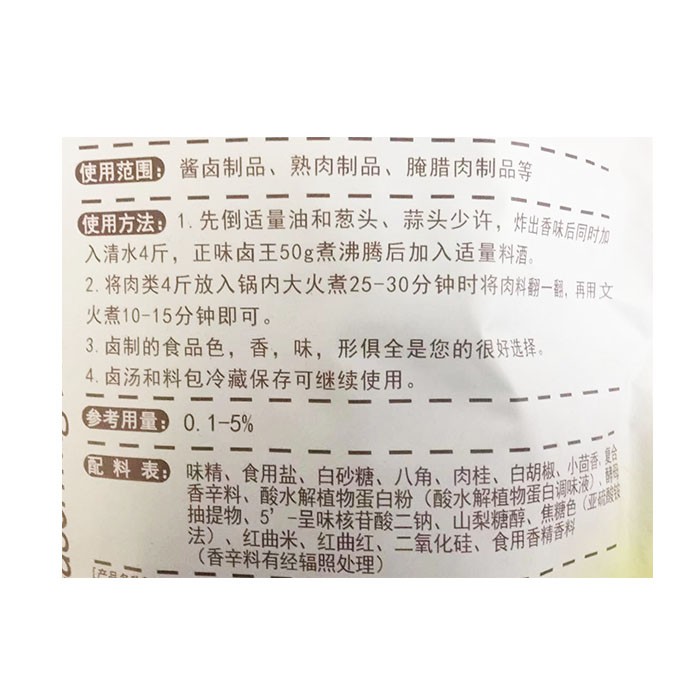 使用范围: 酱卤制品、熟肉制品、腌腊肉制品等
使用方法: 1.先倒适量油和葱头、蒜头少许，炸出香味后同时加
入清水4斤，正味卤王50g煮沸腾后加入适量料酒。
2.将肉类4斤放入锅内大火煮25-30分钟时将肉料翻一翻，再用文
火煮10-15分钟即可。
3.卤制的食品色，香，味，形俱全是您的很好选择。
4.卤汤和料包冷藏保存可继续使用。
参考用量: 0.1-5%
配料表: 味精、食用盐、白砂糖、八角、肉桂、白胡椒、小茴香、复合
香辛料、酸水解植物蛋白粉（酸水解植物蛋白调味液）、酵母
抽提物、5'-呈味核苷酸二钠、山梨糖醇、焦糖色（亚硫酸铵
法）、红曲米、红曲红、二氧化硅、食用香精香料
（香辛料有经辐照处理）